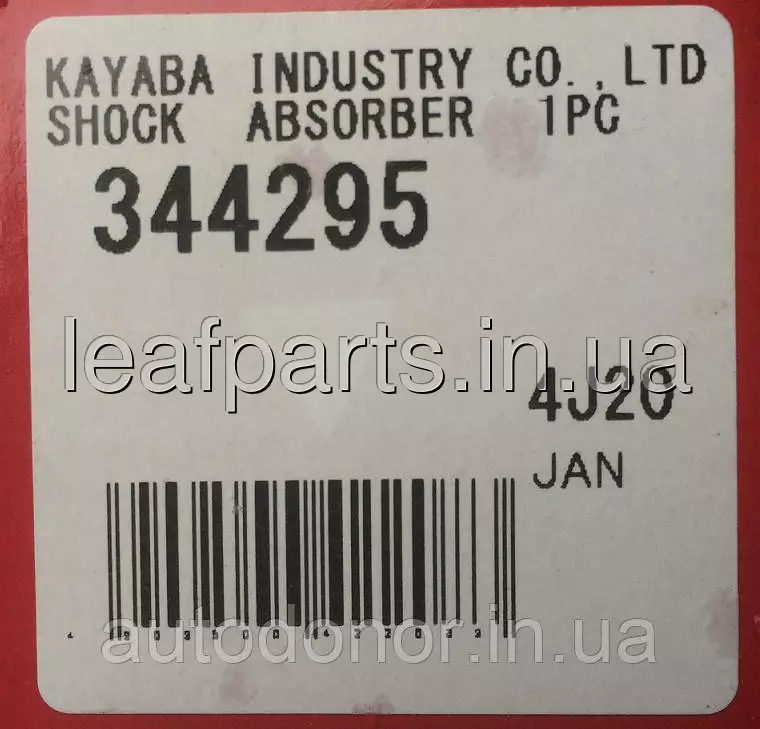 KAYABA INDUSTRY CO.,LTD
SHOCK ABSORBER 1PC
344295
leafparts.in.ua
4J20
JAN
autodonor.in.ua